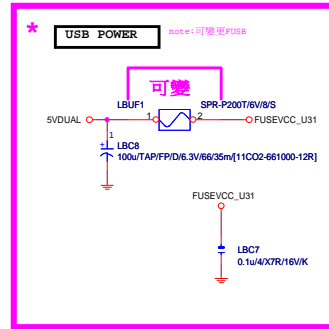 * USB POWER note:可變更FUSB
可變
LBUF1 SPR-P200T/6V/8/S
5VDUAL 1 2 FUSEVCC_U31
1
+ LBC8
100u/TAP/FP/D/6.3V/66/35m/[11CO2-661000-12R]
FUSEVCC_U31
LBC7
0.1u/4/X7R/16V/K